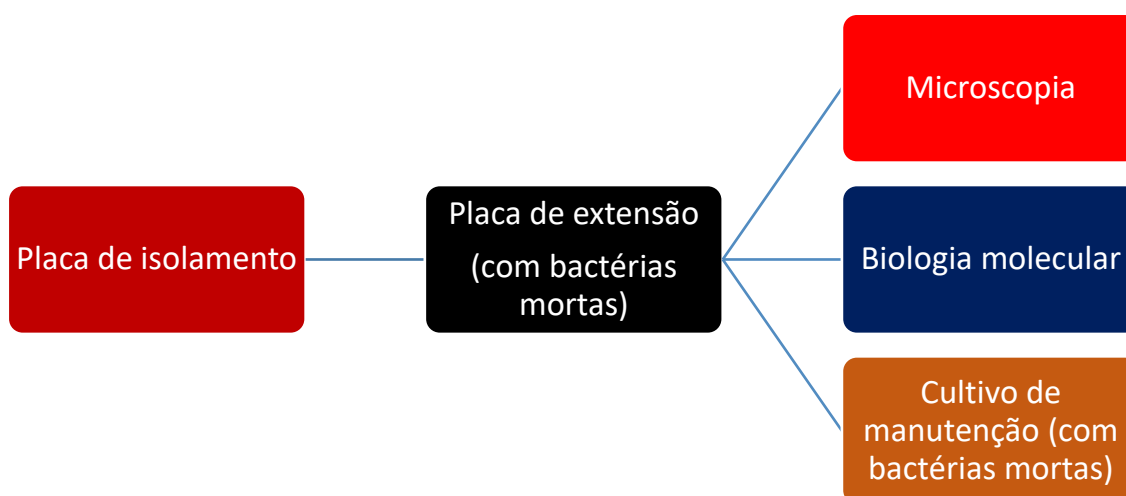 Placa de isolamento
Placa de extensão
(com bactérias
mortas)
Microscopia
Biologia molecular
Cultivo de
manutenção (com
bactérias mortas)